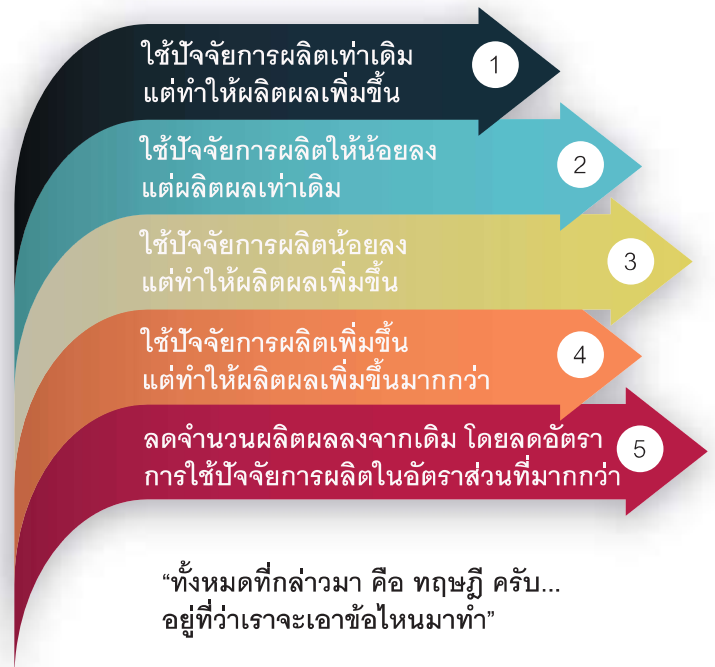 ใช้ปัจจัยการผลิตเท่าเดิม
แต่ทำให้ผลิตผลเพิ่มขึ้น
1
ใช้ปัจจัยการผลิตให้น้อยลง
แต่ผลิตผลเท่าเดิม
2
ใช้ปัจจัยการผลิตน้อยลง
แต่ทำให้ผลิตผลเพิ่มขึ้น
3
ใช้ปัจจัยการผลิตเพิ่มขึ้น
แต่ทำให้ผลิตผลเพิ่มขึ้นมากกว่า
4
ลดจำนวนผลิตผลลงจากเดิม โดยลดอัตรา
การใช้ปัจจัยการผลิตในอัตราส่วนที่มากกว่า
5
“ทั้งหมดที่กล่าวมา คือ ทฤษฎี ครับ...
อยู่ที่ว่าเราจะเอาข้อไหนมาทำ”